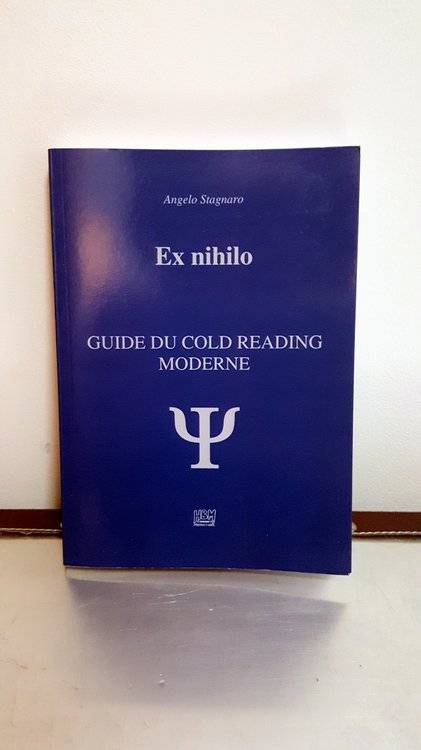 Angelo Stagnaro
Ex nihilo
GUIDE DU COLD READING
MODERNE
Ψ